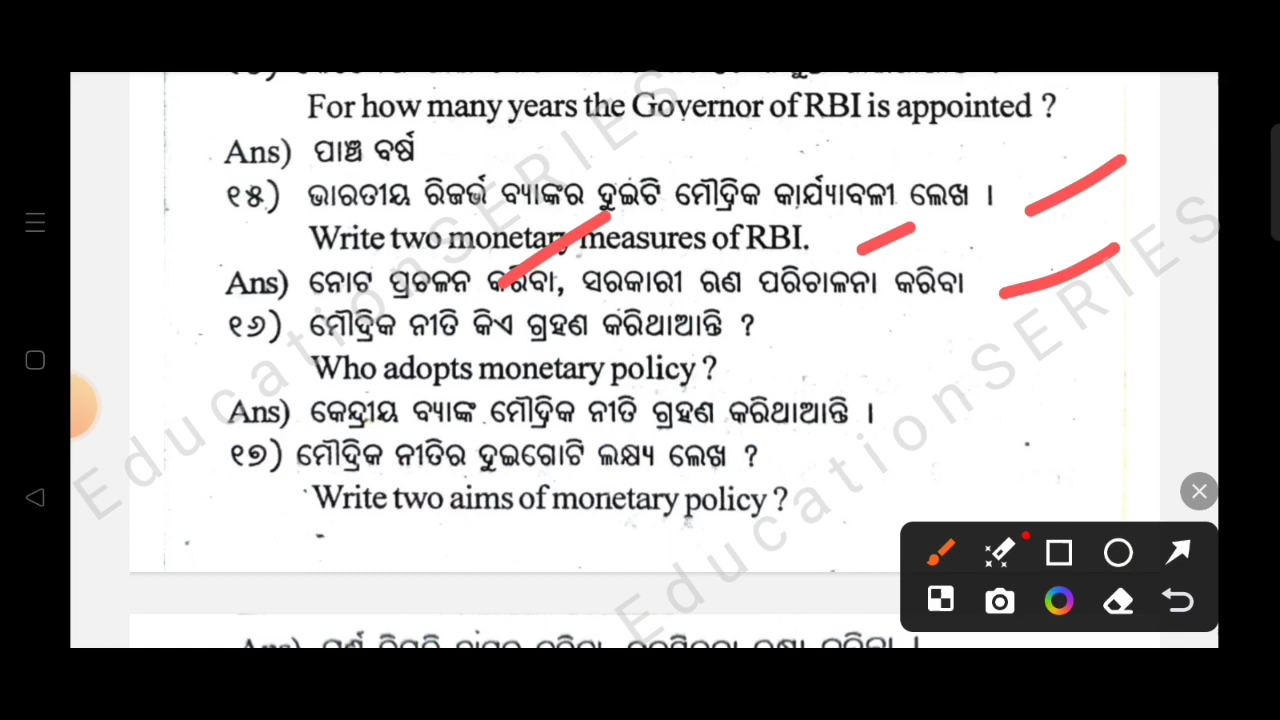 For how many years the Governor of RBI is appointed ?
Ans) ପାଞ୍ଚ ବର୍ଷ
୧୫) ଭାରତୀୟ ରିଜର୍ଭ ବ୍ୟାଙ୍କର ଦୁଇଟି ମୌଦ୍ରିକ କାର୍ଯ୍ୟାବଳୀ ଲେଖ ।
Write two monetary measures of RBI.
Ans) ନୋଟ ପ୍ରଚଳନ କରିବା, ସରକାରୀ ଋଣ ପରିଚାଳନା କରିବା
୧୬) ମୌଦ୍ରିକ ନୀତି କିଏ ଗ୍ରହଣ କରିଥାଆନ୍ତି ?
Who adopts monetary policy ?
Ans) କେନ୍ଦ୍ରୀୟ ବ୍ୟାଙ୍କ ମୌଦ୍ରିକ ନୀତି ଗ୍ରହଣ କରିଥାଆନ୍ତି ।
୧୭) ମୌଦ୍ରିକ ନୀତିର ଦୁଇଗୋଟି ଲକ୍ଷ୍ୟ ଲେଖ ?
Write two aims of monetary policy ?
EducationSERIES
EducationSERIES